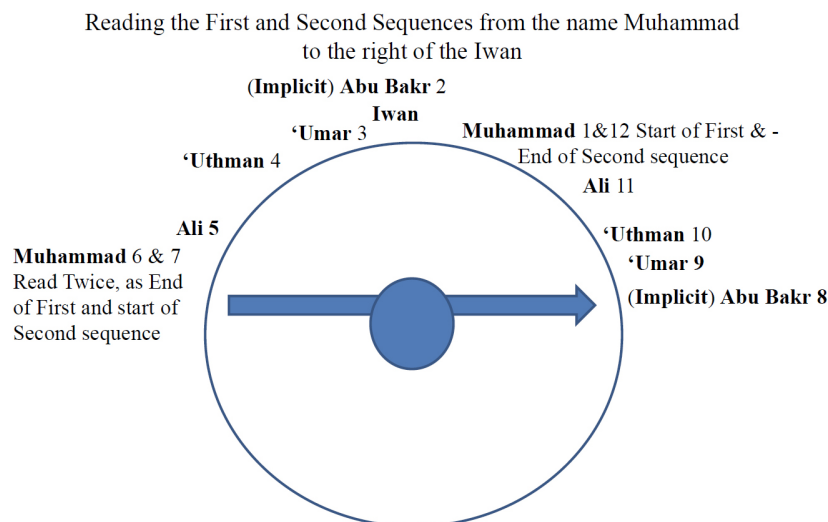 Reading the First and Second Sequences from the name Muhammad
to the right of the Iwan
(Implicit) Abu Bakr 2
Iwan
‘Umar 3
Muhammad 1&12 Start of First & -
End of Second sequence
‘Uthman 4
Ali 11
Ali 5
‘Uthman 10
Muhammad 6 & 7
Read Twice, as End
of First and start of
Second sequence
‘Umar 9
(Implicit) Abu Bakr 8